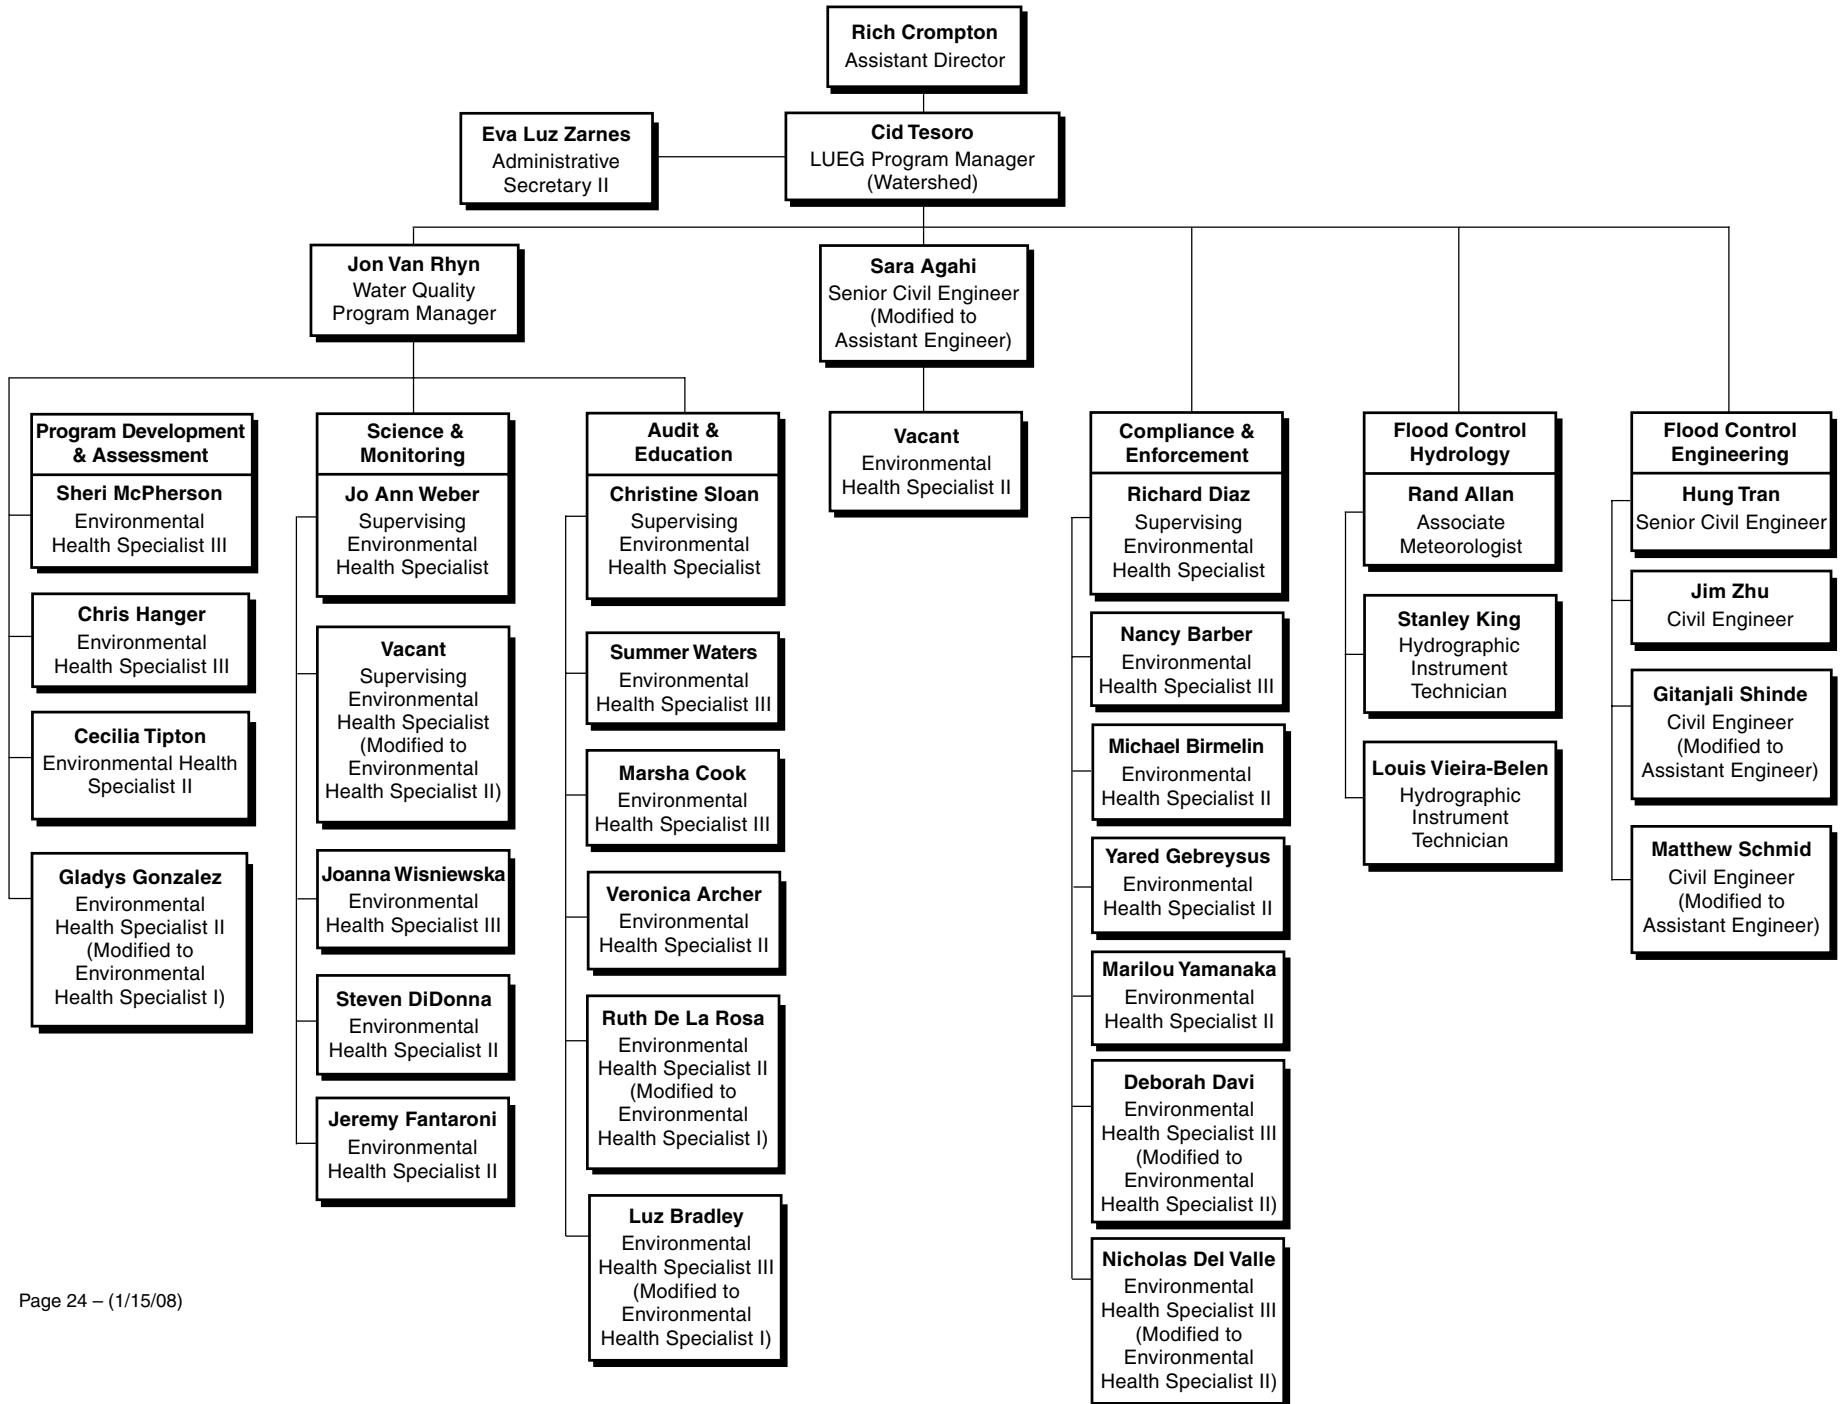 Rich Crompton
Assistant Director
Eva Luz Zarnes
Administrative
Secretary II
Cid Tesoro
LUEG Program Manager
(Watershed)
Jon Van Rhyn
Water Quality
Program Manager
Sara Agahi
Senior Civil Engineer
(Modified to
Assistant Engineer)
Program Development
& Assessment
Sheri McPherson
Environmental
Health Specialist III
Chris Hanger
Environmental
Health Specialist III
Cecilia Tipton
Environmental Health
Specialist II
Gladys Gonzalez
Environmental
Health Specialist II
(Modified to
Environmental
Health Specialist I)
Science &
Monitoring
Jo Ann Weber
Supervising
Environmental
Health Specialist
Vacant
Supervising
Environmental
Health Specialist
(Modified to
Environmental
Health Specialist II)
Joanna Wisniewska
Environmental
Health Specialist III
Steven DiDonna
Environmental
Health Specialist II
Jeremy Fantaroni
Environmental
Health Specialist II
Audit &
Education
Christine Sloan
Supervising
Environmental
Health Specialist
Summer Waters
Environmental
Health Specialist III
Marsha Cook
Environmental
Health Specialist III
Veronica Archer
Environmental
Health Specialist II
Ruth De La Rosa
Environmental
Health Specialist II
(Modified to
Environmental
Health Specialist I)
Luz Bradley
Environmental
Health Specialist III
(Modified to
Environmental
Health Specialist I)
Vacant
Environmental
Health Specialist II
Compliance &
Enforcement
Richard Diaz
Supervising
Environmental
Health Specialist
Nancy Barber
Environmental
Health Specialist III
Michael Birmelin
Environmental
Health Specialist II
Yared Gebreysus
Environmental
Health Specialist II
Marilou Yamanaka
Environmental
Health Specialist II
Deborah Davi
Environmental
Health Specialist III
(Modified to
Environmental
Health Specialist II)
Nicholas Del Valle
Environmental
Health Specialist III
(Modified to
Environmental
Health Specialist II)
Flood Control
Hydrology
Rand Allan
Associate
Meteorologist
Stanley King
Hydrographic
Instrument
Technician
Louis Vieira-Belen
Hydrographic
Instrument
Technician
Flood Control
Engineering
Hung Tran
Senior Civil Engineer
Jim Zhu
Civil Engineer
Gitanjali Shinde
Civil Engineer
(Modified to
Assistant Engineer)
Matthew Schmid
Civil Engineer
(Modified to
Assistant Engineer)
Page 24 – (1/15/08)